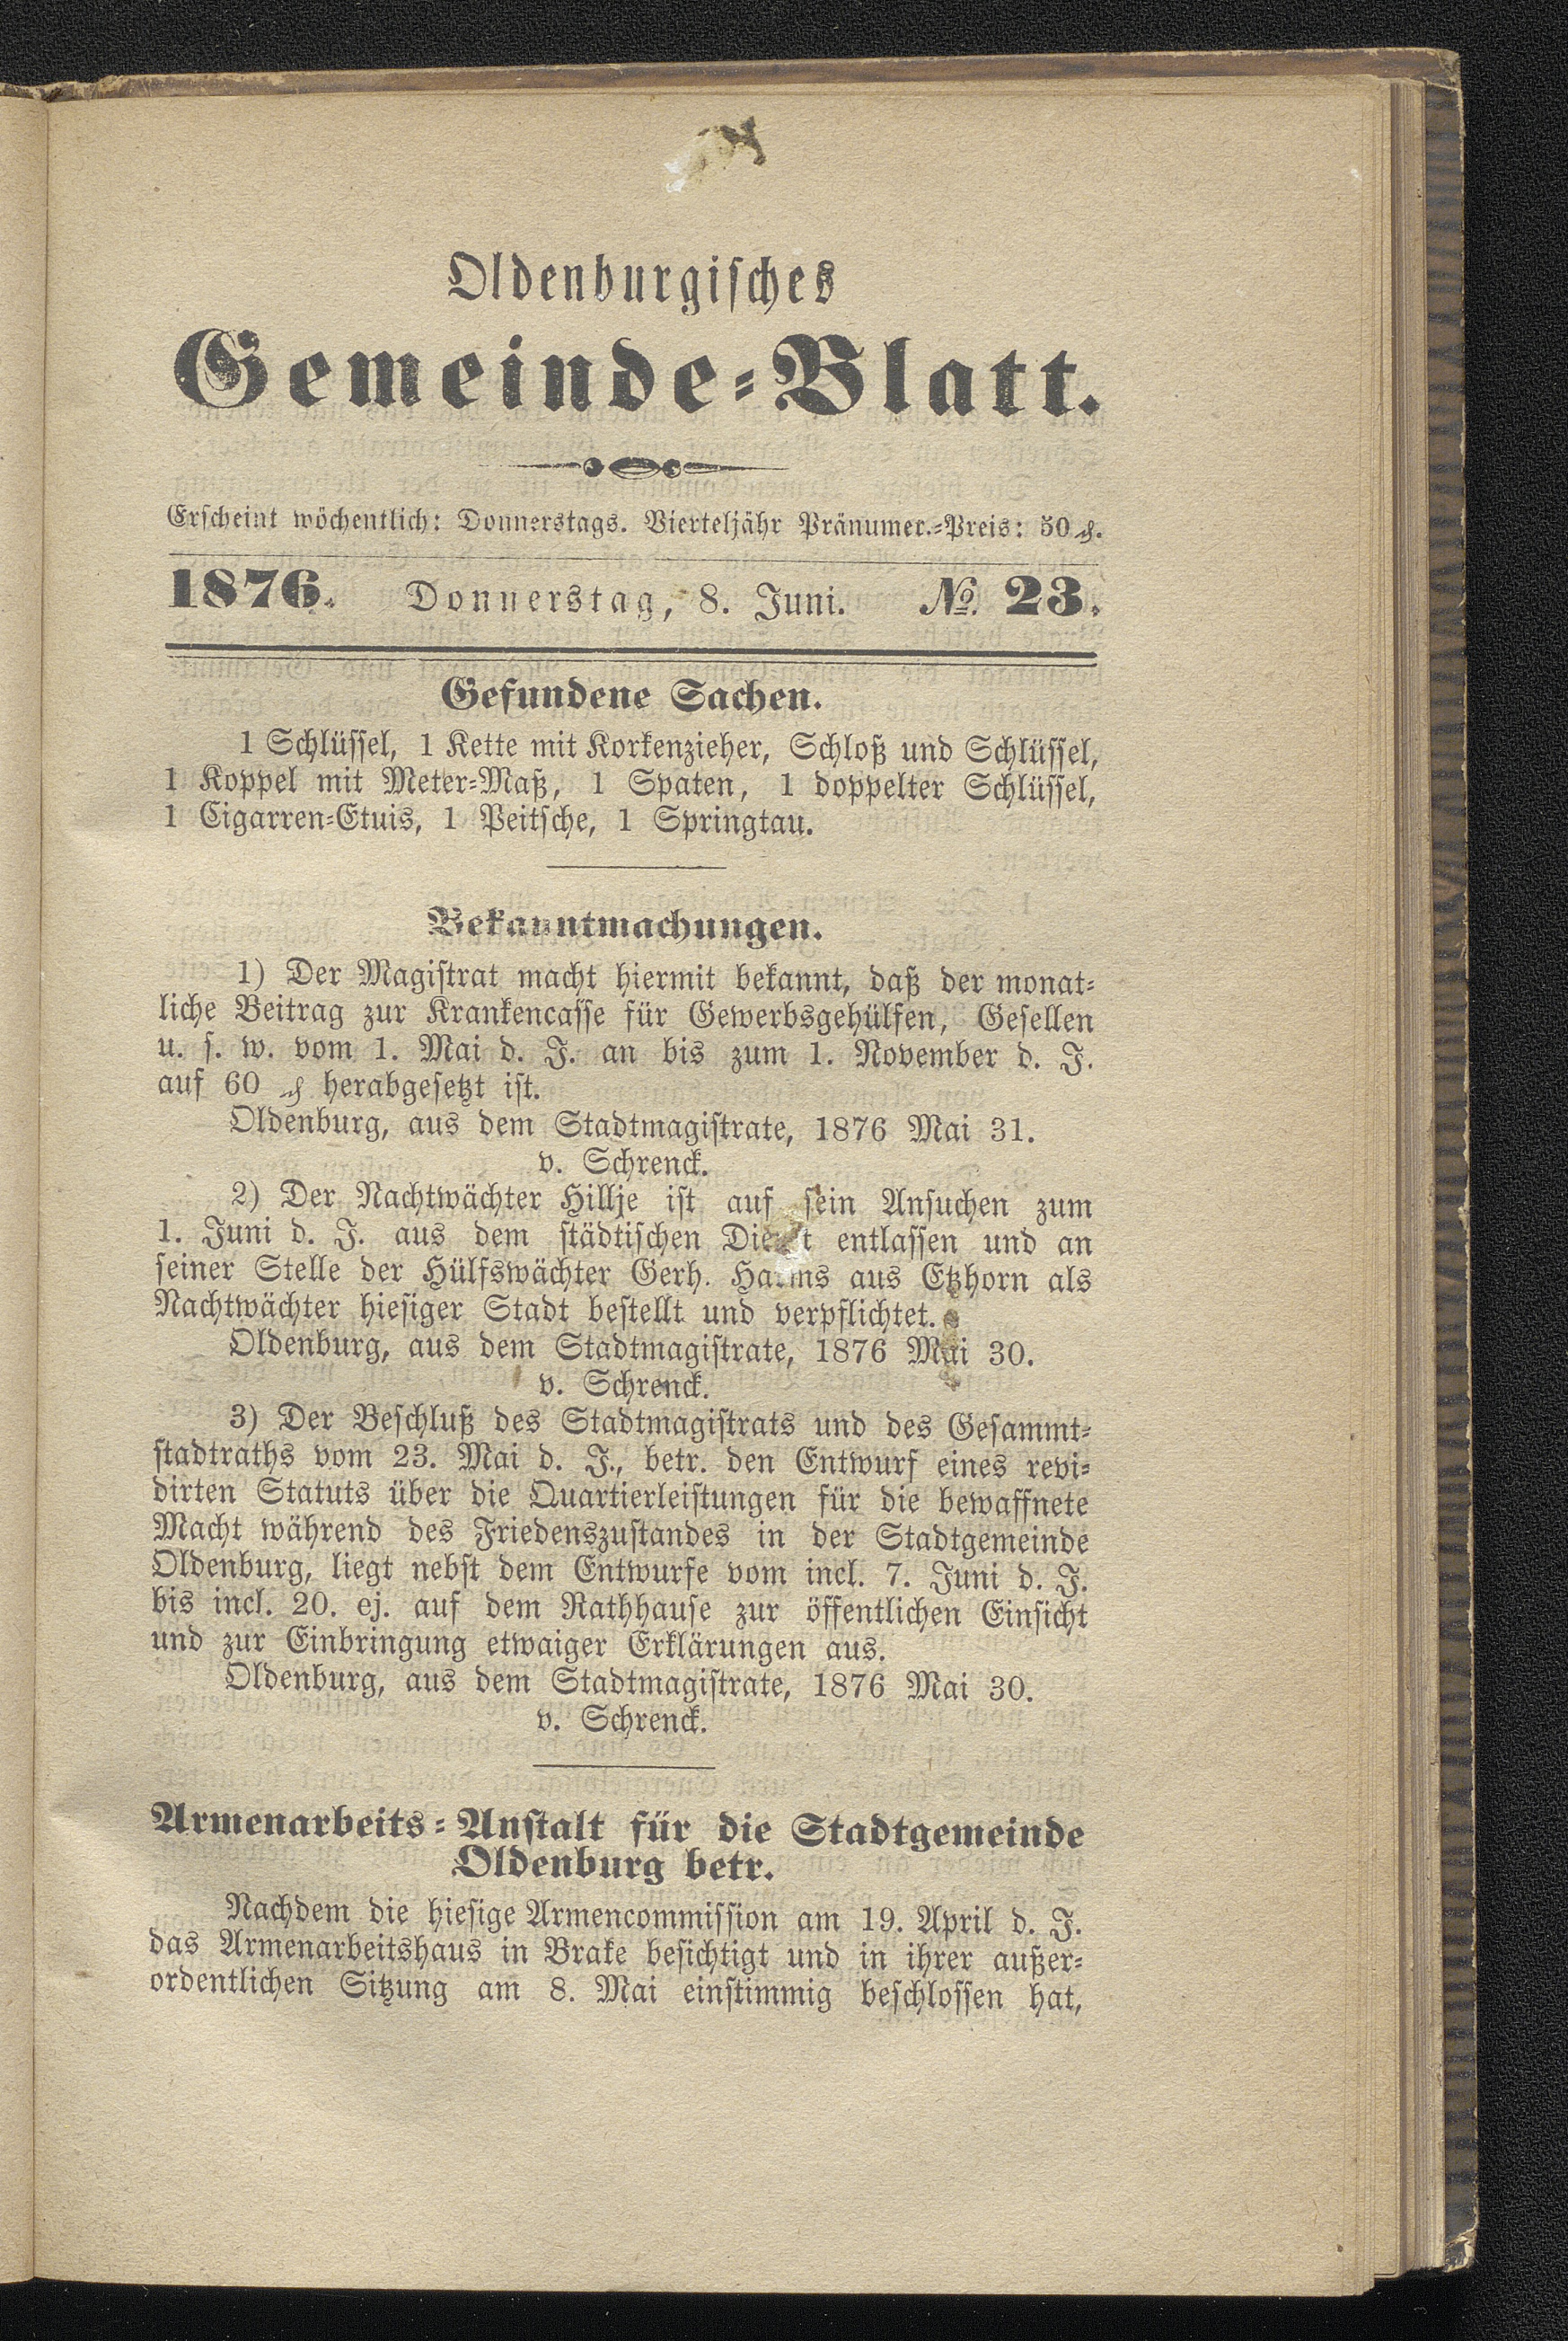 Oldenburgisches
Gemeinde-Blatt.
Erscheint wöchentlich: Donnerstags. Vierteljähr Pränumer.-Preis: 50 ₰.
1876. Donnerstag, 8. Juni. № 23.
Gefundene Sachen.
1 Schlüssel, 1 Kette mit Korkenzieher, Schloß und Schlüssel,
1 Koppel mit Meter-Maß, 1 Spaten, 1 doppelter Schlüssel,
1 Cigarren-Etuis, 1 Peitsche, 1 Springtau.
Bekanntmachungen.
1) Der Magistrat macht hiermit bekannt, daß der monat-
liche Beitrag zur Krankencasse für Gewerbsgehülfen, Gesellen
u. s. w. vom 1. Mai d. J. an bis zum 1. November d. J.
auf 60 ₰ herabgesetzt ist.
Oldenburg, aus dem Stadtmagistrate, 1876 Mai 31.
v. Schrenck.
2) Der Nachtwächter Hillje ist auf sein Ansuchen zum
1. Juni d. J. aus dem städtischen Dienst entlassen und an
seiner Stelle der Hülfswächter Gerh. Harms aus Etzhorn als
Nachtwächter hiesiger Stadt bestellt und verpflichtet.
Oldenburg, aus dem Stadtmagistrate, 1876 Mai 30.
v. Schrenck.
3) Der Beschluß des Stadtmagistrats und des Gesammt-
stadtraths vom 23. Mai d. J., betr. den Entwurf eines revi-
dirten Statuts über die Quartierleistungen für die bewaffnete
Macht während des Friedenszustandes in der Stadtgemeinde
Oldenburg, liegt nebst dem Entwurfe vom incl. 7. Juni d. J.
bis incl. 20. ej. auf dem Rathhause zur öffentlichen Einsicht
und zur Einbringung etwaiger Erklärungen aus.
Oldenburg, aus dem Stadtmagistrate, 1876 Mai 30.
v. Schrenck.
Armenarbeits-Anstalt für die Stadtgemeinde
Oldenburg betr.
Nachdem die hiesige Armencommission am 19. April d. J.
das Armenarbeitshaus in Brake besichtigt und in ihrer außer-
ordentlichen Sitzung am 8. Mai einstimmig beschlossen hat,